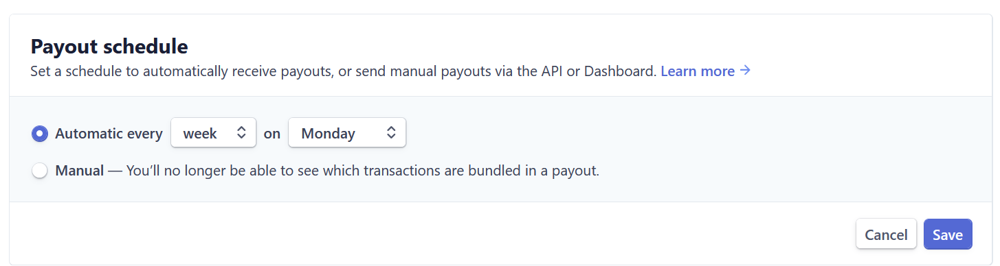 Payout schedule
Set a schedule to automatically receive payouts, or send manual payouts via the API or Dashboard. Learn more →
Automatic every week on Monday
Manual — You’ll no longer be able to see which transactions are bundled in a payout.
Cancel Save